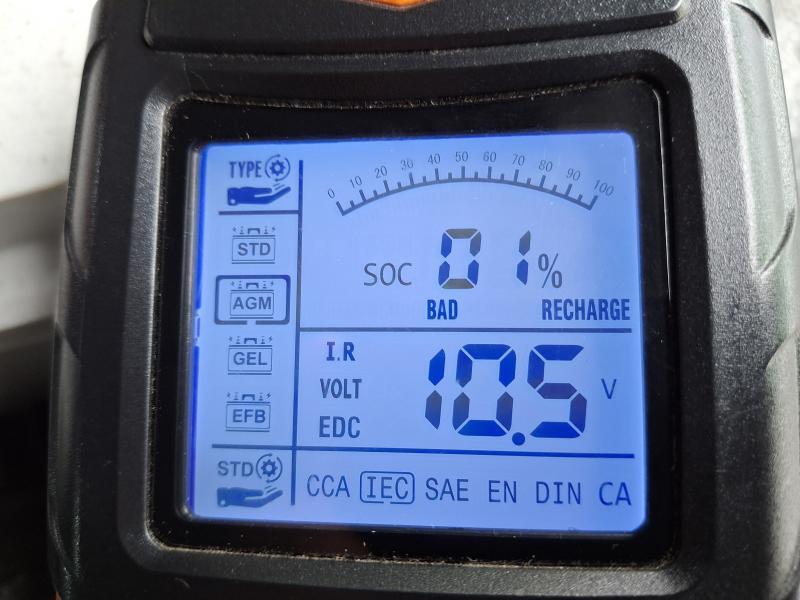 TYPE
0 10 20 30 40 50 60 70 80 90 100
STD
SOC 01%
AGM
BAD RECHARGE
GEL
I.R
VOLT 10.5 V
EFB
EDC
STD
CCA IEC SAE EN DIN CA